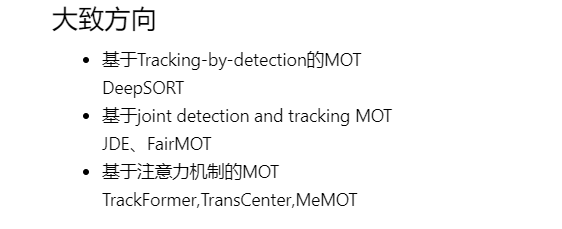 大致方向
基于Tracking-by-detection的MOT
DeepSORT
基于joint detection and tracking MOT
JDE、FairMOT
基于注意力机制的MOT
TrackFormer,TransCenter,MeMOT